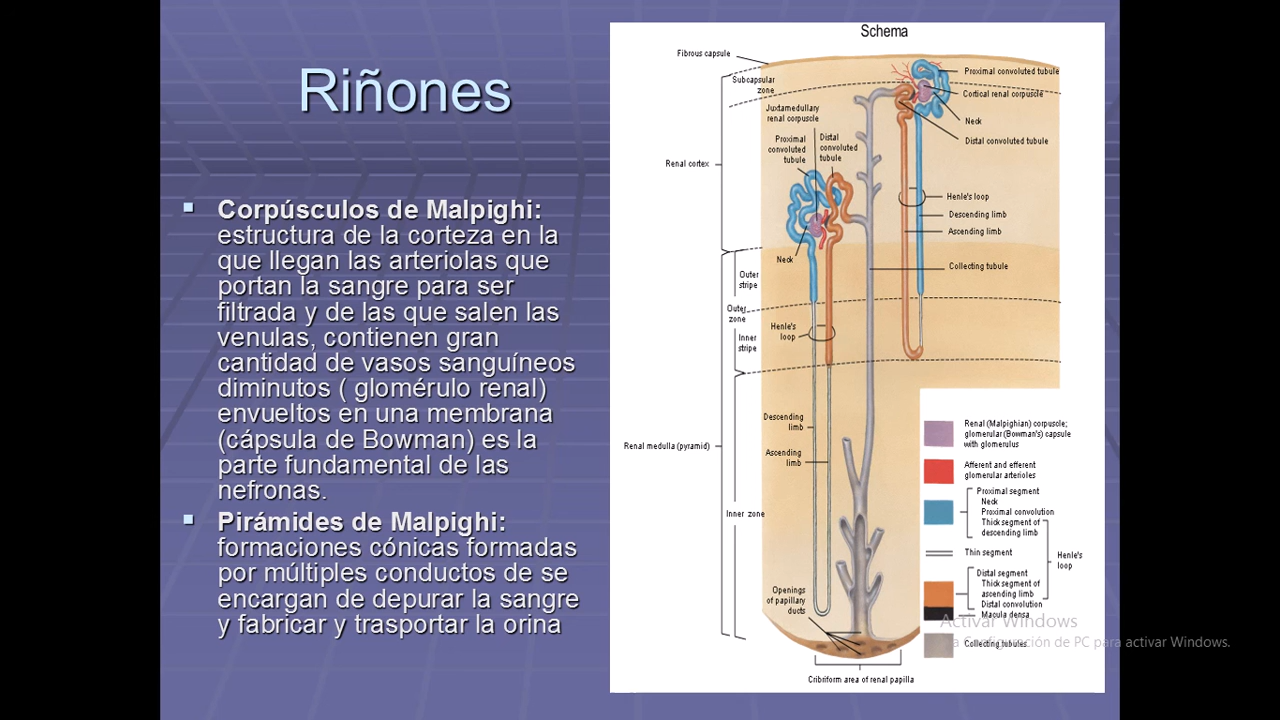 Riñones
Corpúsculos de Malpighi:
estructura de la corteza en la
que llegan las arteriolas que
portan la sangre para ser
filtrada y de las que salen las
venulas, contienen gran
cantidad de vasos sanguíneos
diminutos ( glomérulo renal)
envueltos en una membrana
(cápsula de Bowman) es la
parte fundamental de las
nefronas.
Pirámides de Malpighi:
formaciones cónicas formadas
por múltiples conductos de se
encargan de depurar la sangre
y fabricar y trasportar la orina
Schema
Fibrous capsule
Subcapsular
zone
Juxtamedullary
renal corpuscle
Proximal
convoluted
tubule
Distal
convoluted
tubule
Renal cortex
Neck
Outer
stripe
Outer
zone
Inner
stripe
Henle's
loop
Descending
limb
Ascending
limb
Renal medulla (pyramid)
Inner zone
Openings
of papillary
ducts
Cribriform area of renal papilla
Proximal convoluted tubule
Cortical renal corpuscle
Neck
Distal convoluted tubule
Henle's loop
Descending limb
Ascending limb
Collecting tubule
Renal (Malpighian) corpuscle;
glomerular (Bowman's) capsule
with glomerulus
Afferent and efferent
glomerular arterioles
Proximal segment
Neck
Proximal convolution
Thick segment of
descending limb
Thin segment
Henle's
loop
Distal segment
Thick segment of
ascending limb
Distal convolution
Macula densa
Collecting tubules
Activar Windows
a Configuración de PC para activar Windows.